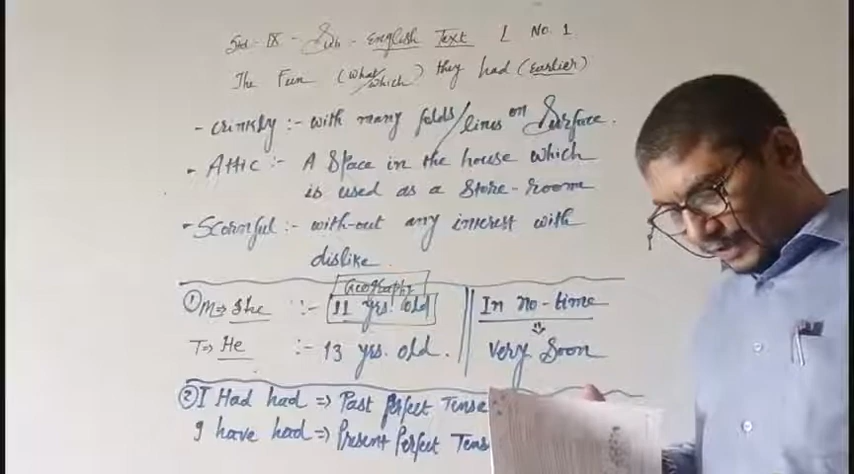 Std - IX - Sub - English Text L No. 1
The Fun (what/which) they had (earlier)
- Crinkly :- with many folds/lines on Surface.
- Attic :- A Space in the house which
is used as a Store-room
- Scornful :- with-out any interest with
dislike.
Geography
① M⇒ She :- 11 yrs. old
T⇒ He :- 13 yrs. old.
In no-time
⇓
Very Soon
② I Had had ⇒ Past perfect Tense
I have had ⇒ Present Perfect Tens